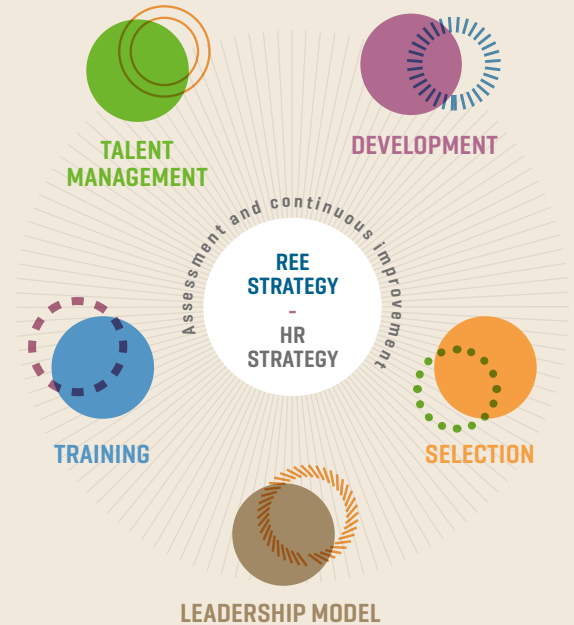 TALENT
MANAGEMENT
DEVELOPMENT
Assessment and continuous improvement
REE
STRATEGY
-
HR
STRATEGY
TRAINING
SELECTION
LEADERSHIP MODEL